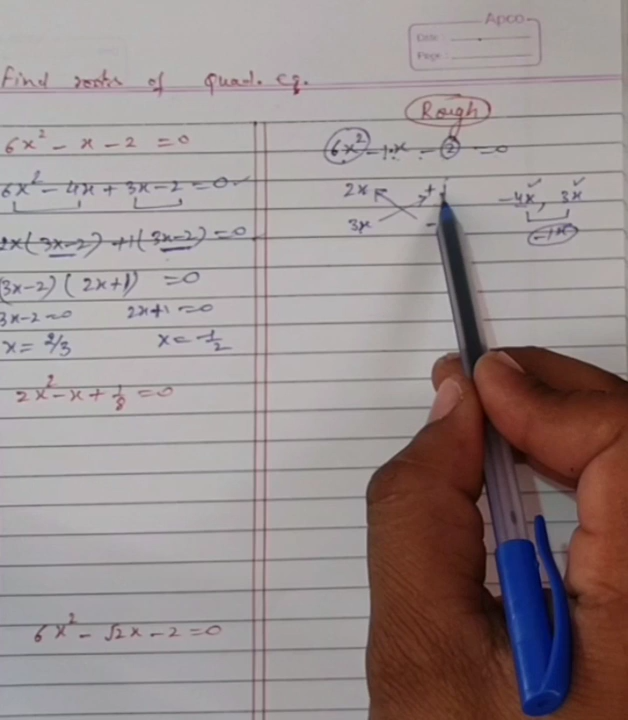 Apco
Date :
Page :
Find roots of Quad. Eq.
6x² - x - 2 = 0
6x² - 4x + 3x - 2 = 0
2x(3x-2) + 1(3x-2) = 0
(3x-2) (2x+1) = 0
3x-2=0 2x+1=0
x = 2/3 x = -1/2
2x² - x + 1/8 = 0
6x² - √2x - 2 = 0
Rough
6x² - 1x - 2 = 0
2x +1 -4x, 3x
3x - -1x